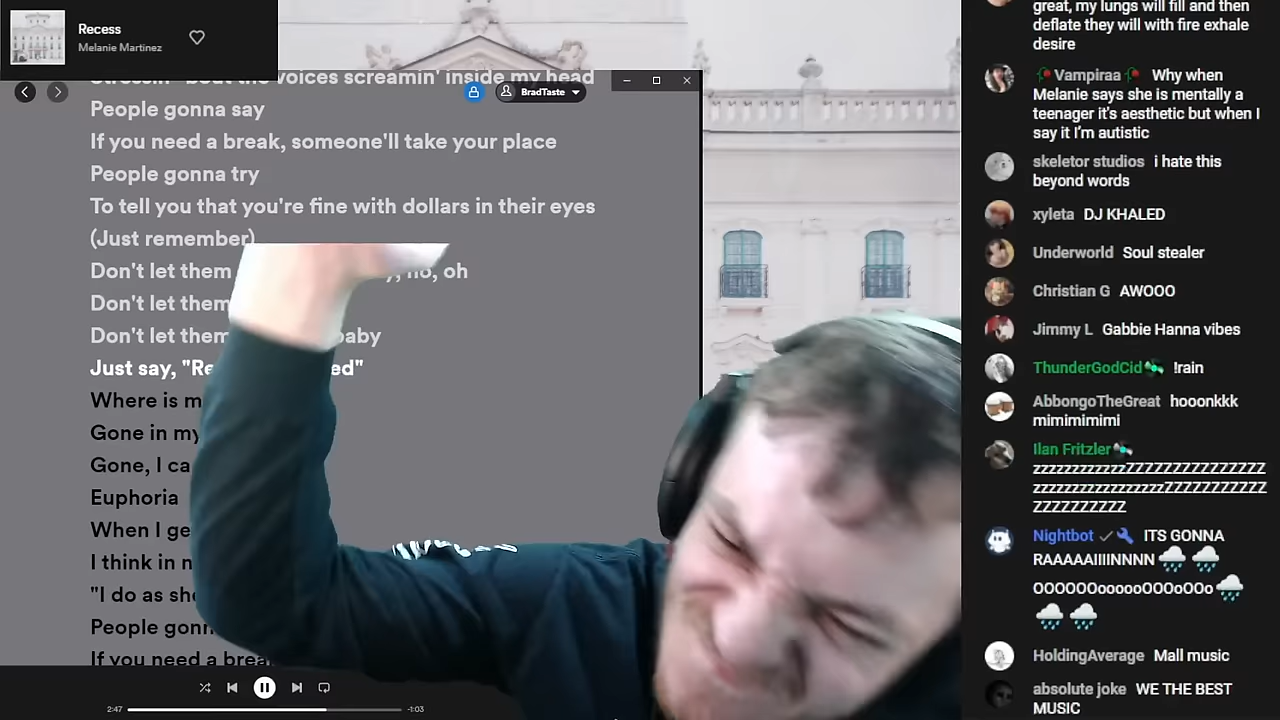 Recess
Melanie Martinez
Stressin' 'bout the voices screamin' inside my head
BradTaste
People gonna say
If you need a break, someone'll take your place
People gonna try
To tell you that you're fine with dollars in their eyes
(Just remember)
Don't let them
no, oh
Don't let them
Don't let them baby
Just say, "Re ed"
Where is m
Gone in my
Gone, I ca
Euphoria
When I ge
I think in n
"I do as she
People gonn
If you need a brea
2:47
-1:03
great, my lungs will fill and then
deflate they will with fire exhale
desire
Vampiraa Why when
Melanie says she is mentally a
teenager it's aesthetic but when I
say it I'm autistic
skeletor studios i hate this
beyond words
xyleta DJ KHALED
Underworld Soul stealer
Christian G AWOOO
Jimmy L Gabbie Hanna vibes
ThunderGodCid !rain
AbbongoTheGreat hooonkkk
mimimimimi
Ilan Fritzler
zzzzzzzzzzzzZZZZZZZZZZZZZZZZ
zzzzzzzzzzzzzzzzzzZZZZZZZZZZZZ
ZZZZZZZZZZ
Nightbot ITS GONNA
RAAAAAIIIINNNN 🌧️ 🌧️
OOOOOOoooooOOOoOOo 🌧️
🌧️ 🌧️
HoldingAverage Mall music
absolute joke WE THE BEST
MUSIC